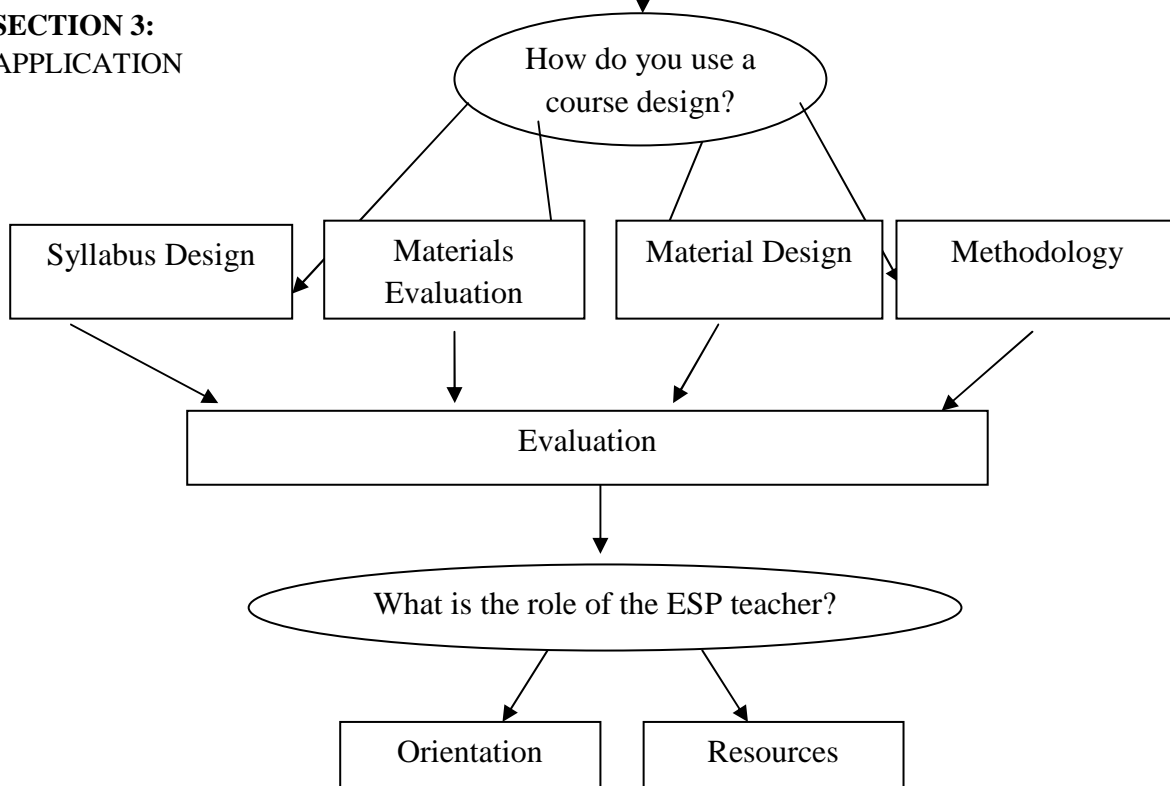 SECTION 3:
APPLICATION
How do you use a
course design?
Syllabus Design
Materials
Evaluation
Material Design
Methodology
Evaluation
What is the role of the ESP teacher?
Orientation
Resources